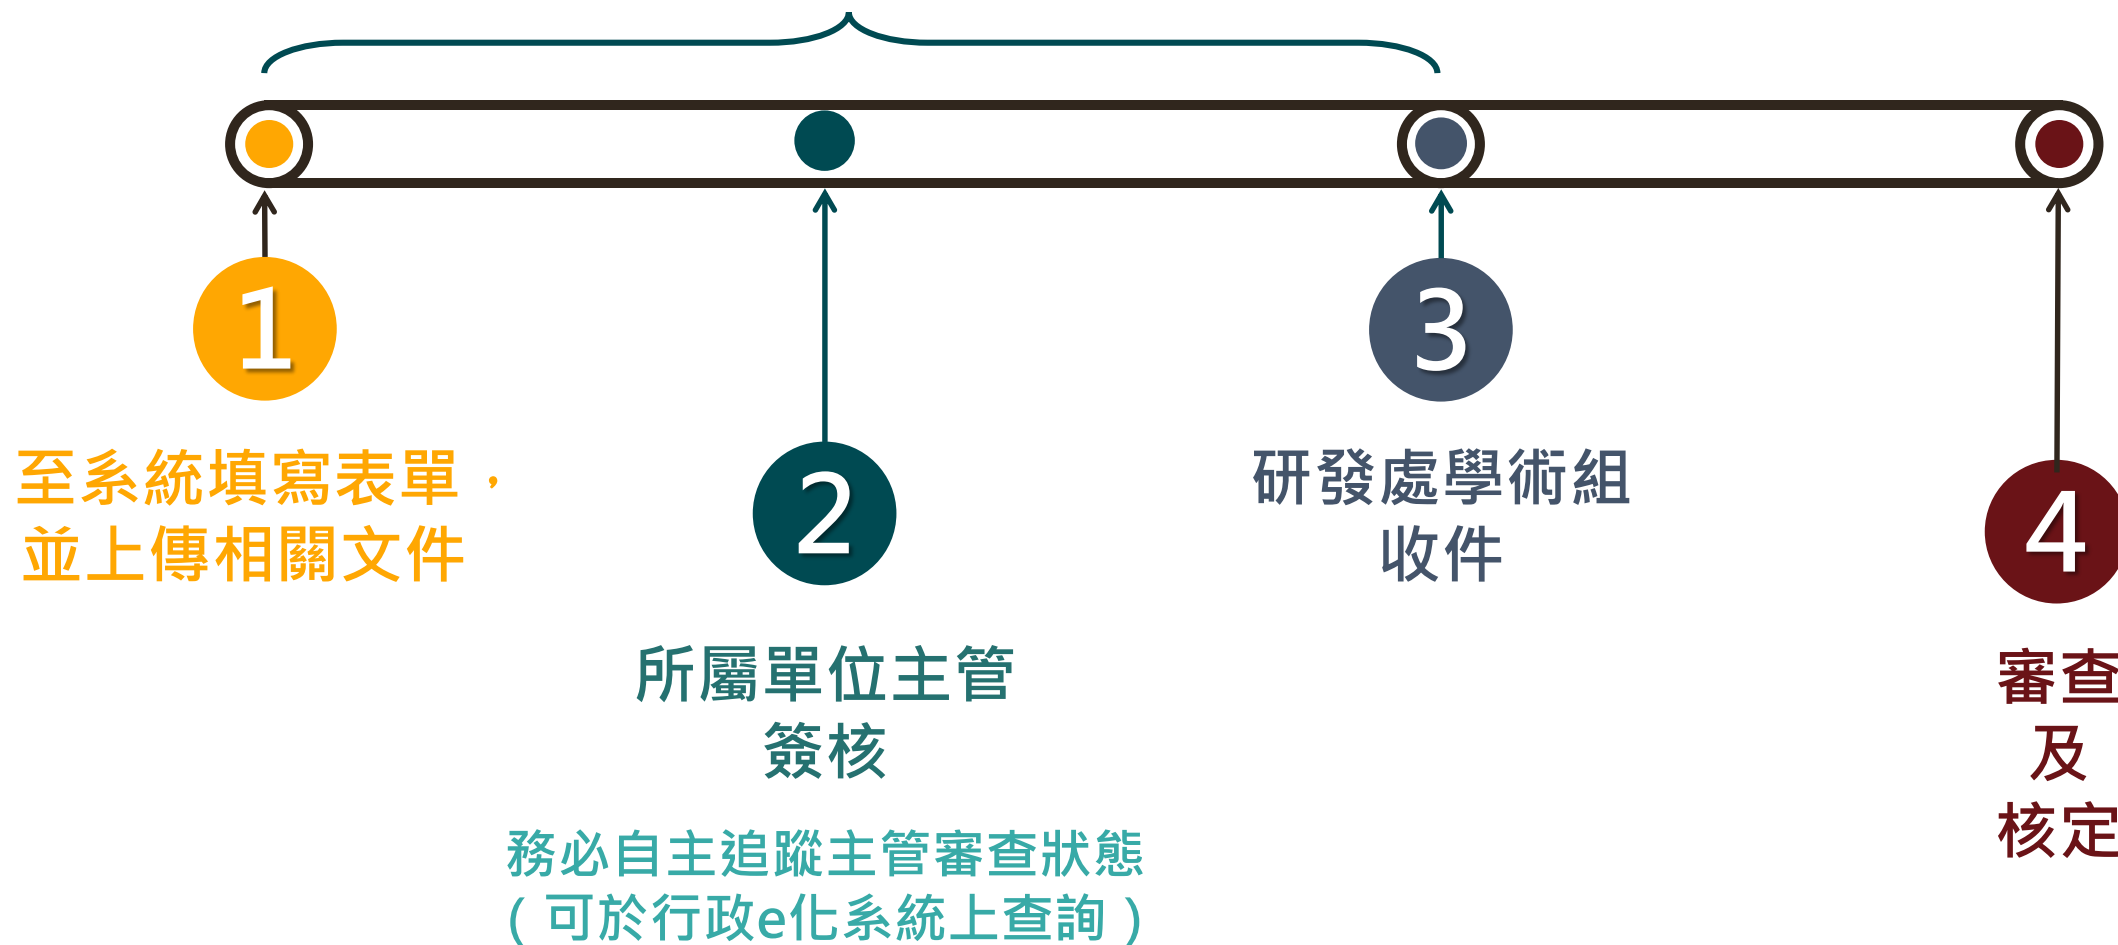 1
至系統填寫表單，
並上傳相關文件
2
所屬單位主管
簽核
務必自主追蹤主管審查狀態
（可於行政e化系統上查詢）
3
研發處學術組
收件
4
審查
及
核定